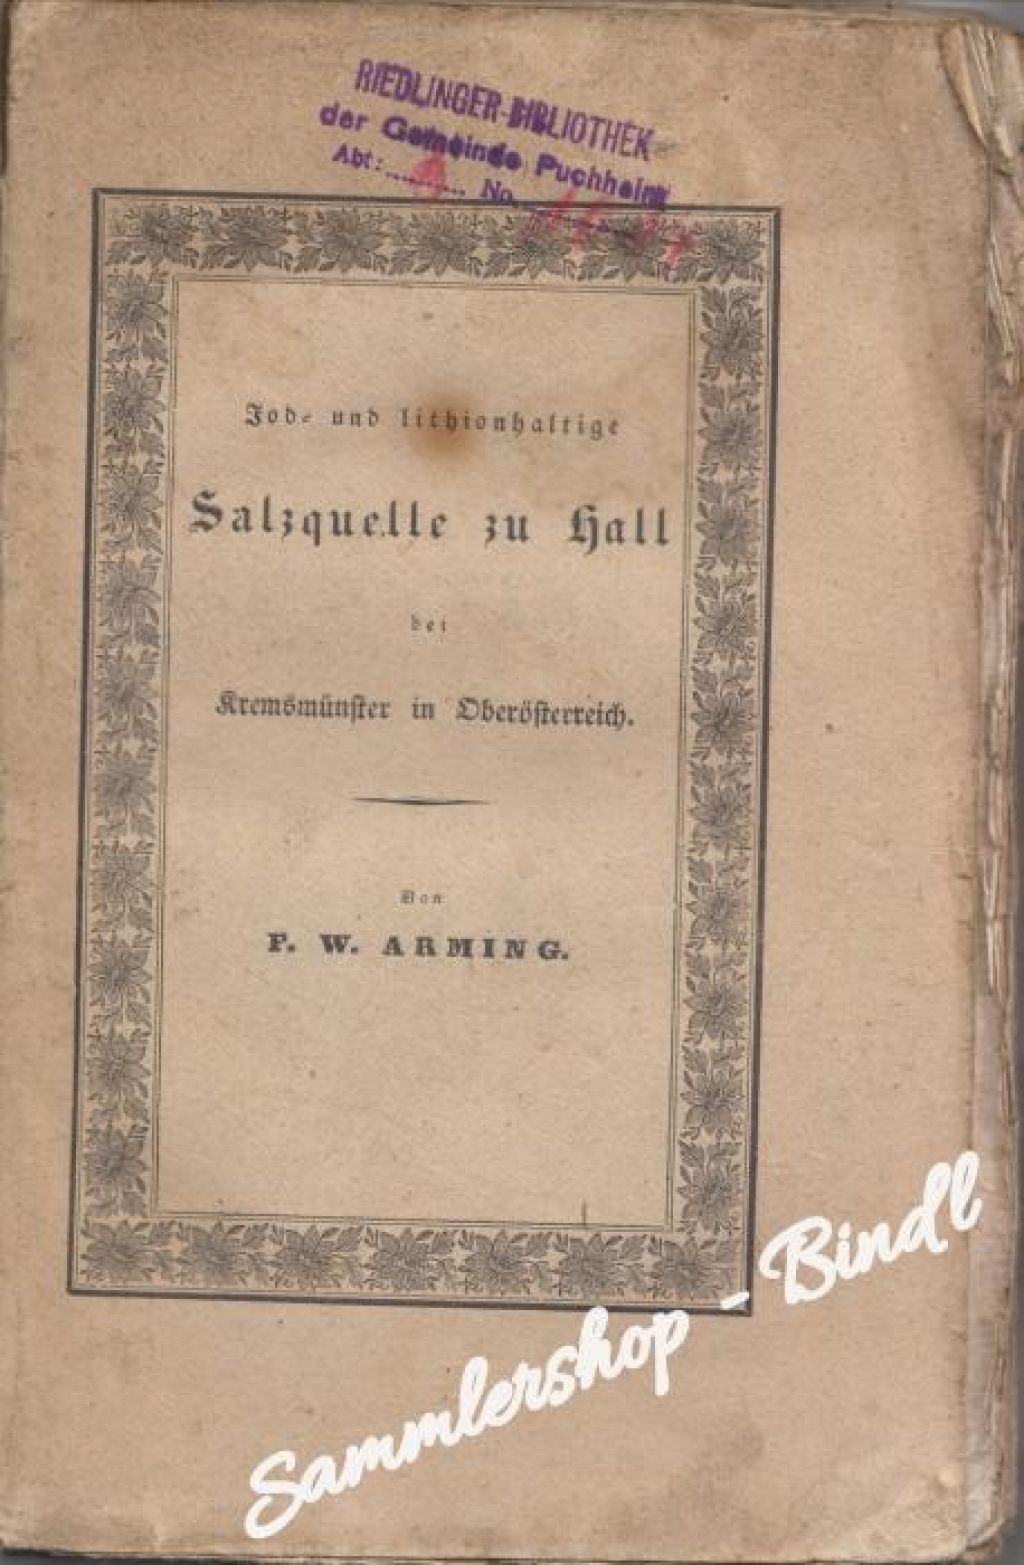 RIEDLINGER-BIBLIOTHEK
der Gemeinde Puchheim
Abt: No.
Jod- und lithionhaltige
Salzquelle zu Hall
bei
Kremsmünster in Oberösterreich.
Von
F. W. ARMING.
Sammlershop - Bindl